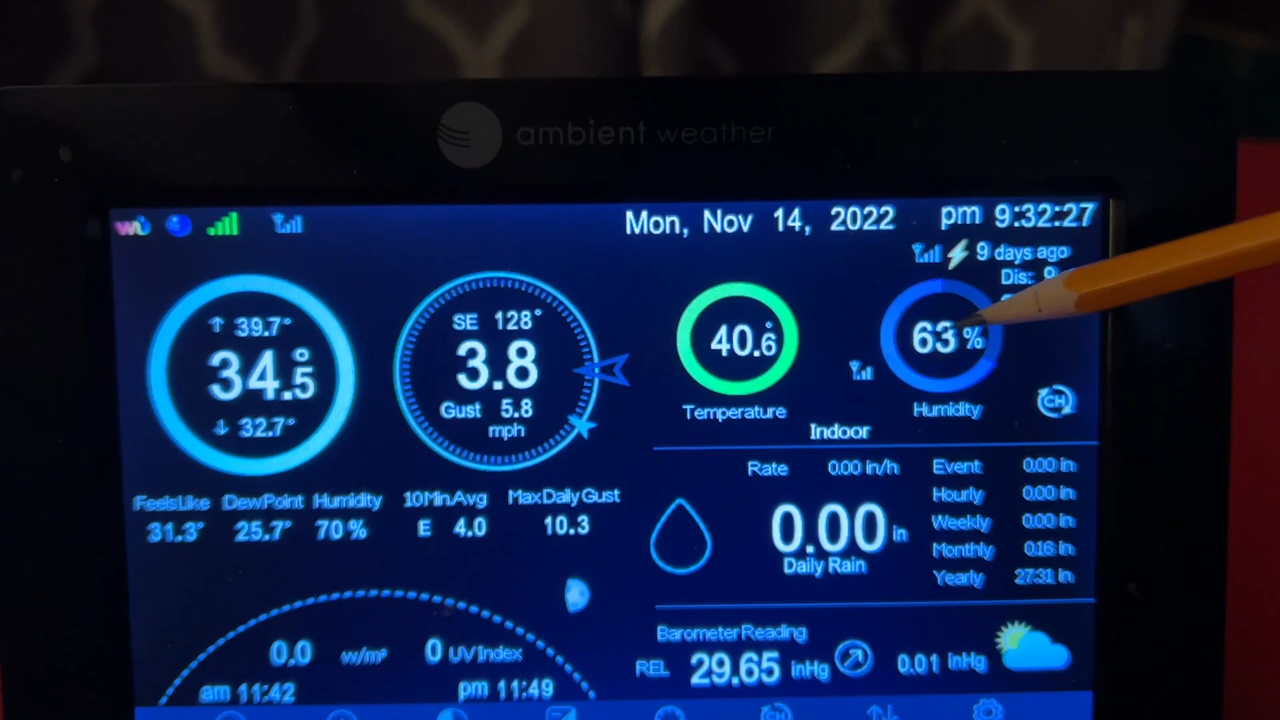 ambient weather
Mon, Nov 14, 2022 pm 9:32:27
9 days ago
Dis: 9
↑ 39.7°
34.5°
↓ 32.7°
FeelsLike DewPoint Humidity
31.3° 25.7° 70%
SE 128°
3.8
Gust 5.8
mph
10MinAvg MaxDailyGust
E 4.0 10.3
40.6°
Temperature
63%
Humidity
CH
Indoor
Rate 0.00 in/h
0.00 in
Daily Rain
Event 0.00 in
Hourly 0.00 in
Weekly 0.00 in
Monthly 0.16 in
Yearly 27.31 in
0.0 w/m² 0 UVIndex
am 11:42 pm 11:49
Barometer Reading
REL 29.65 inHg 0.01 inHg
CH